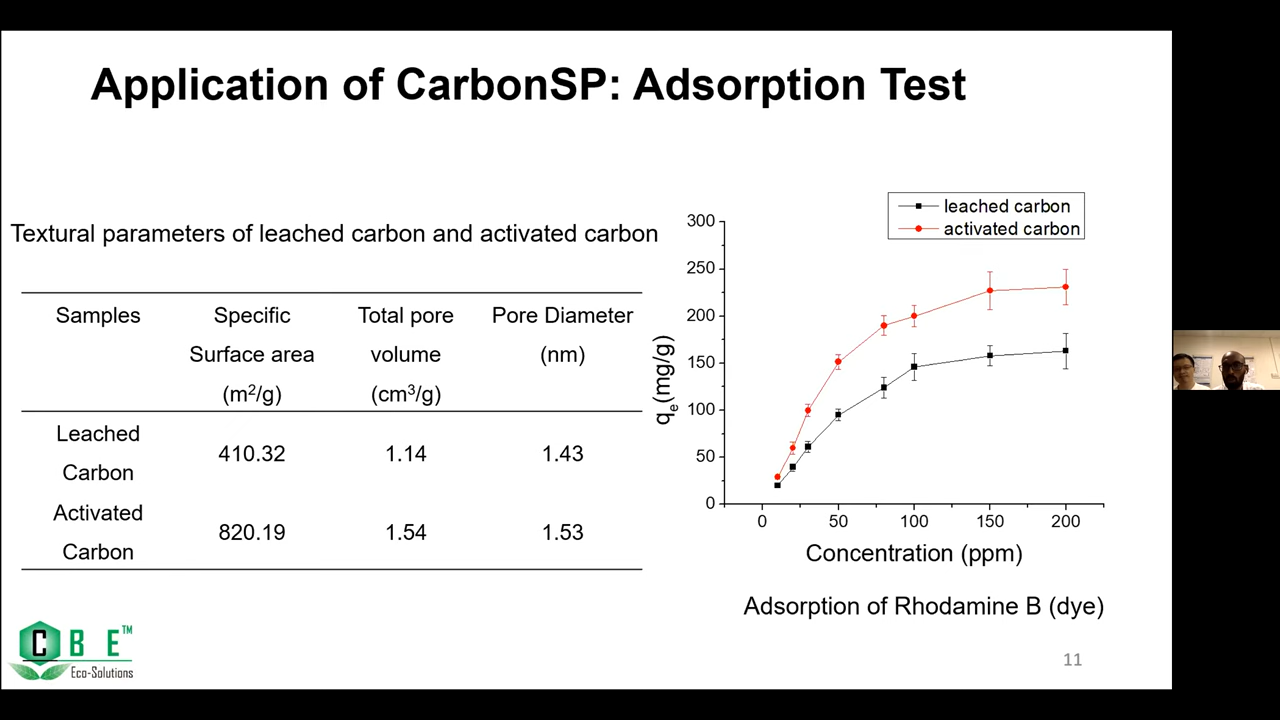 Application of CarbonSP: Adsorption Test
Textural parameters of leached carbon and activated carbon
Samples Specific Total pore Pore Diameter
Surface area volume (nm)
(m²/g) (cm³/g)
Leached
Carbon 410.32 1.14 1.43
Activated
Carbon 820.19 1.54 1.53
leached carbon
activated carbon
300
250
200
150
100
50
0
qe(mg/g)
0 50 100 150 200
Concentration (ppm)
Adsorption of Rhodamine B (dye)
C B E™
Eco-Solutions
11